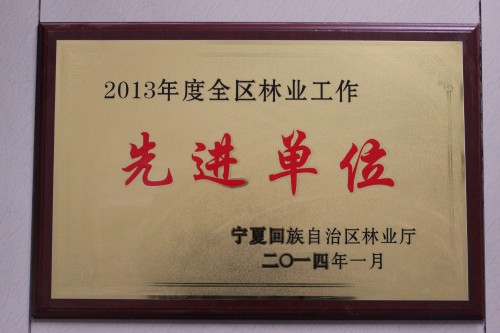 2013年度全区林业工作
先进单位
宁夏回族自治区林业厅
二〇一四年一月